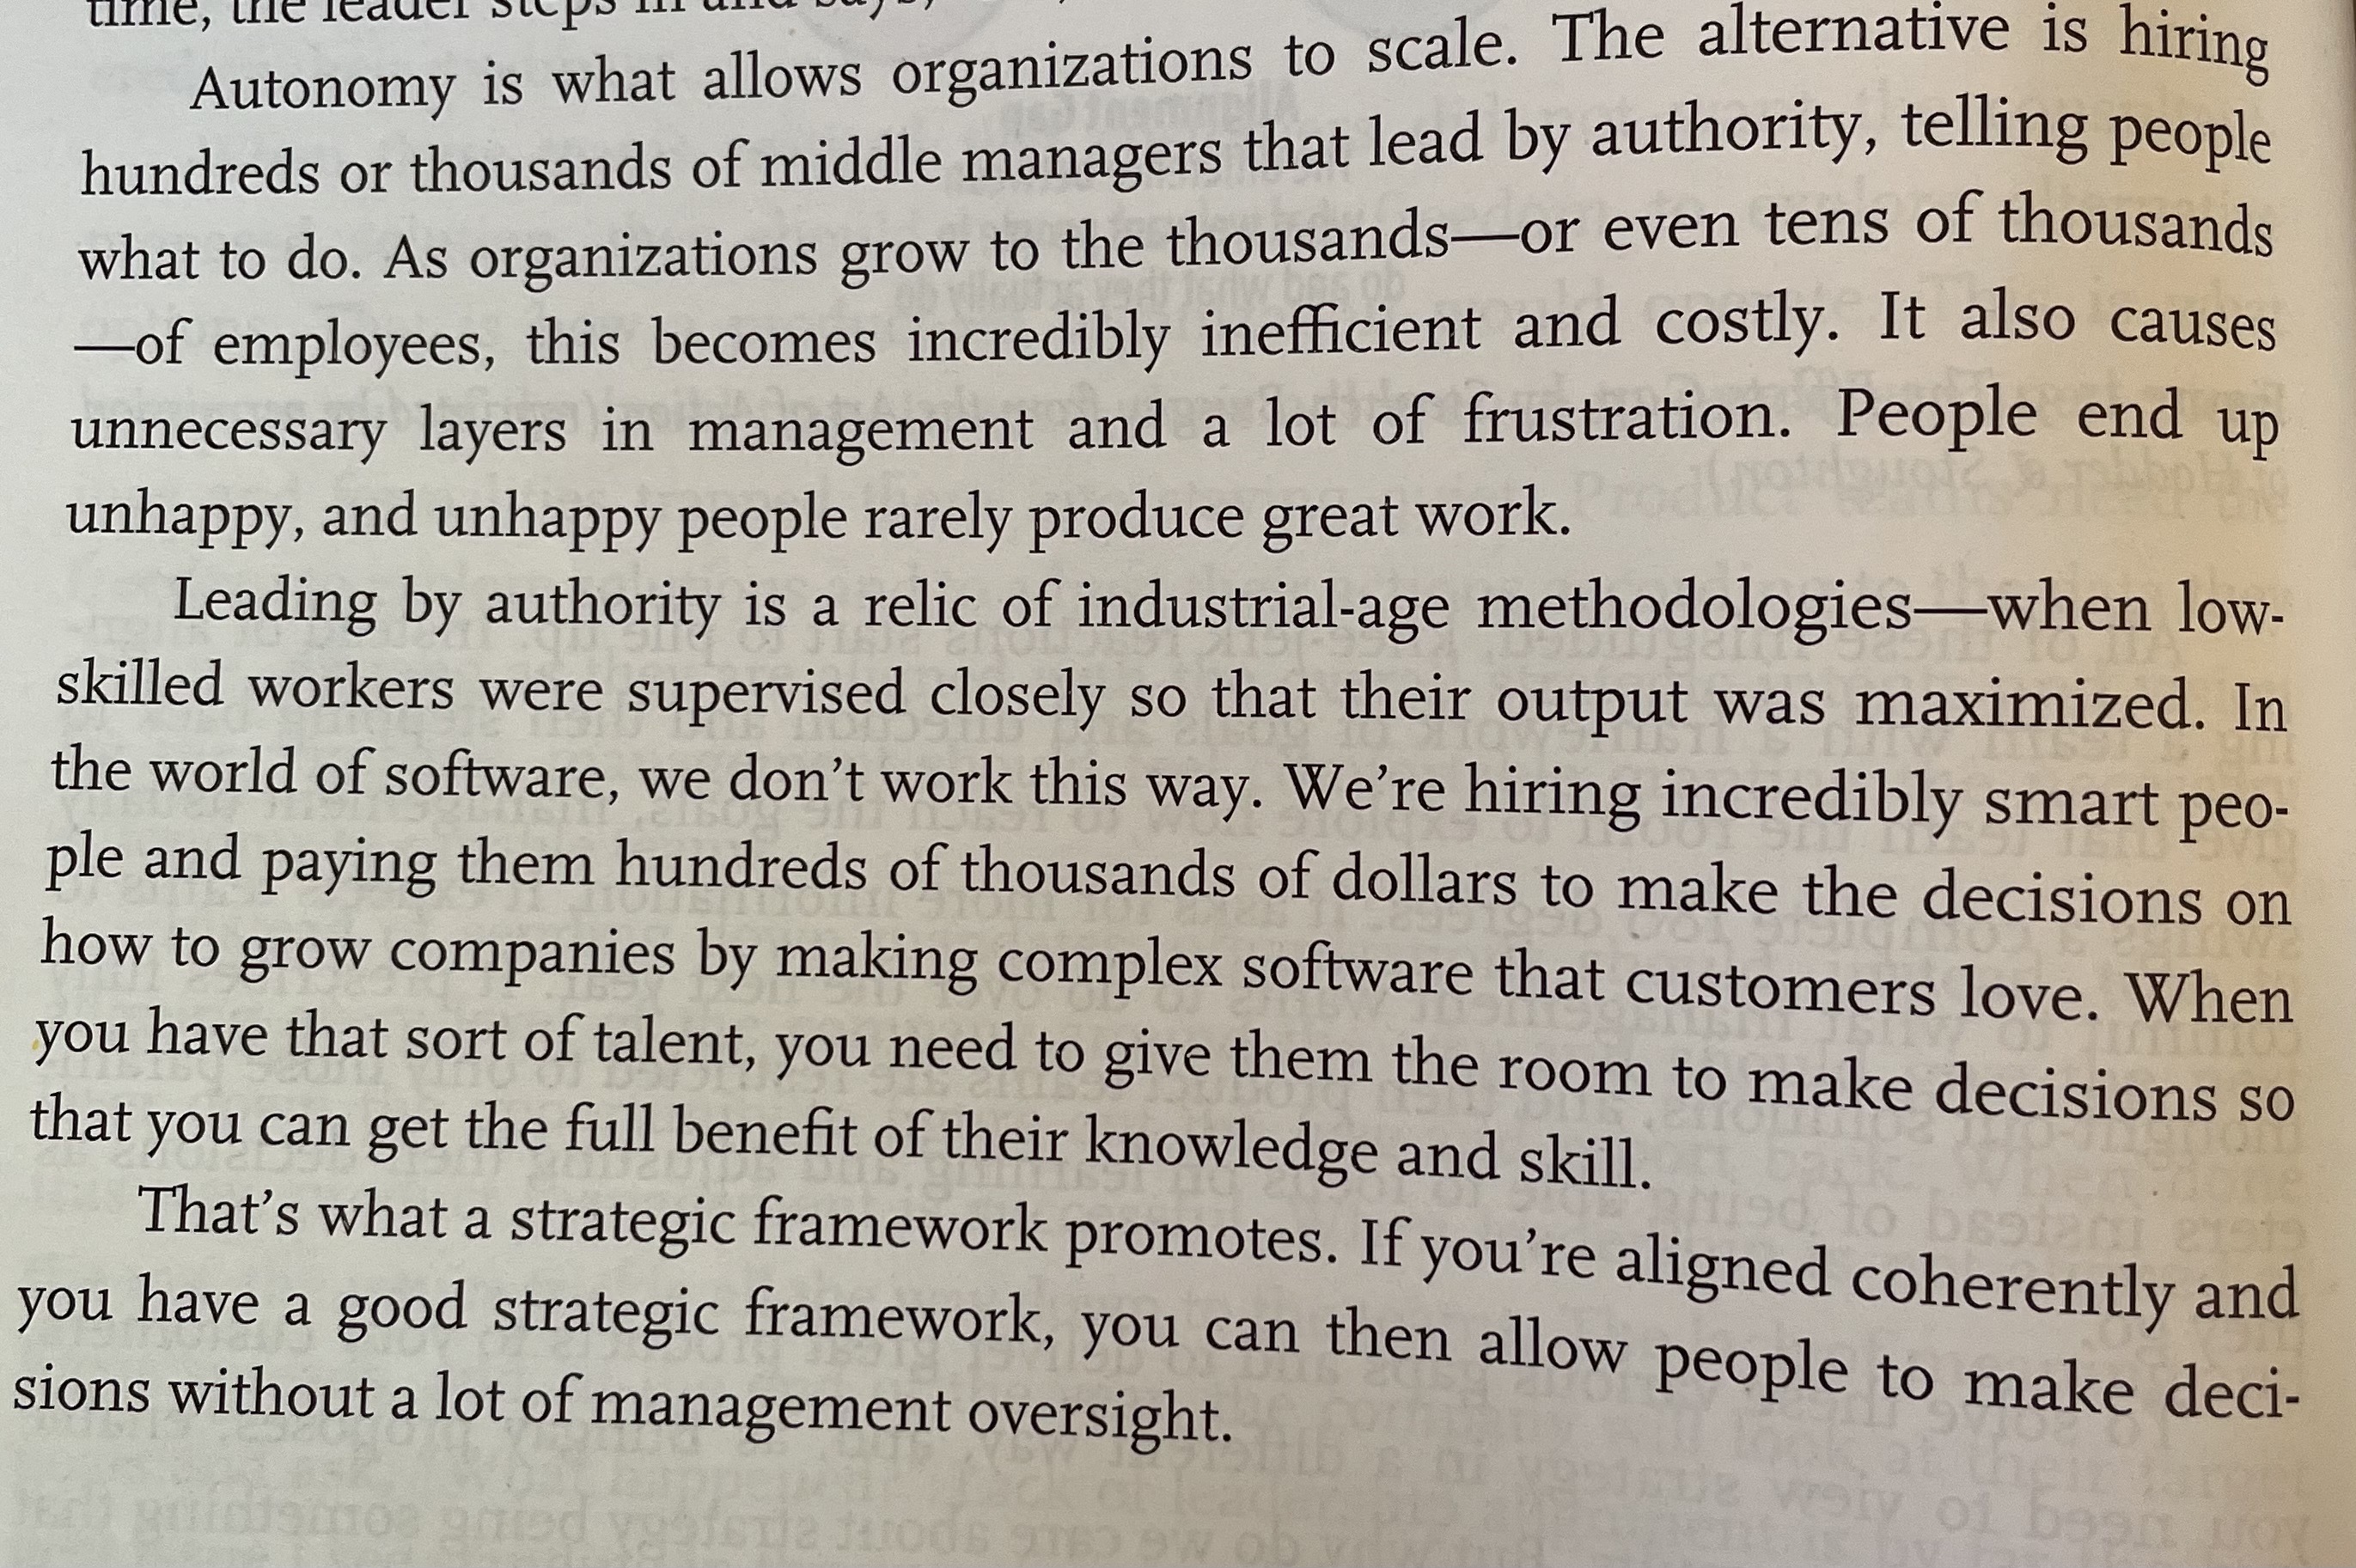 time, the leader steps in and says,
Autonomy is what allows organizations to scale. The alternative is hiring
hundreds or thousands of middle managers that lead by authority, telling people
what to do. As organizations grow to the thousands—or even tens of thousands
—of employees, this becomes incredibly inefficient and costly. It also causes
unnecessary layers in management and a lot of frustration. People end up
unhappy, and unhappy people rarely produce great work.
Leading by authority is a relic of industrial-age methodologies—when low-
skilled workers were supervised closely so that their output was maximized. In
the world of software, we don’t work this way. We’re hiring incredibly smart peo-
ple and paying them hundreds of thousands of dollars to make the decisions on
how to grow companies by making complex software that customers love. When
you have that sort of talent, you need to give them the room to make decisions so
that you can get the full benefit of their knowledge and skill.
That’s what a strategic framework promotes. If you’re aligned coherently and
you have a good strategic framework, you can then allow people to make deci-
sions without a lot of management oversight.